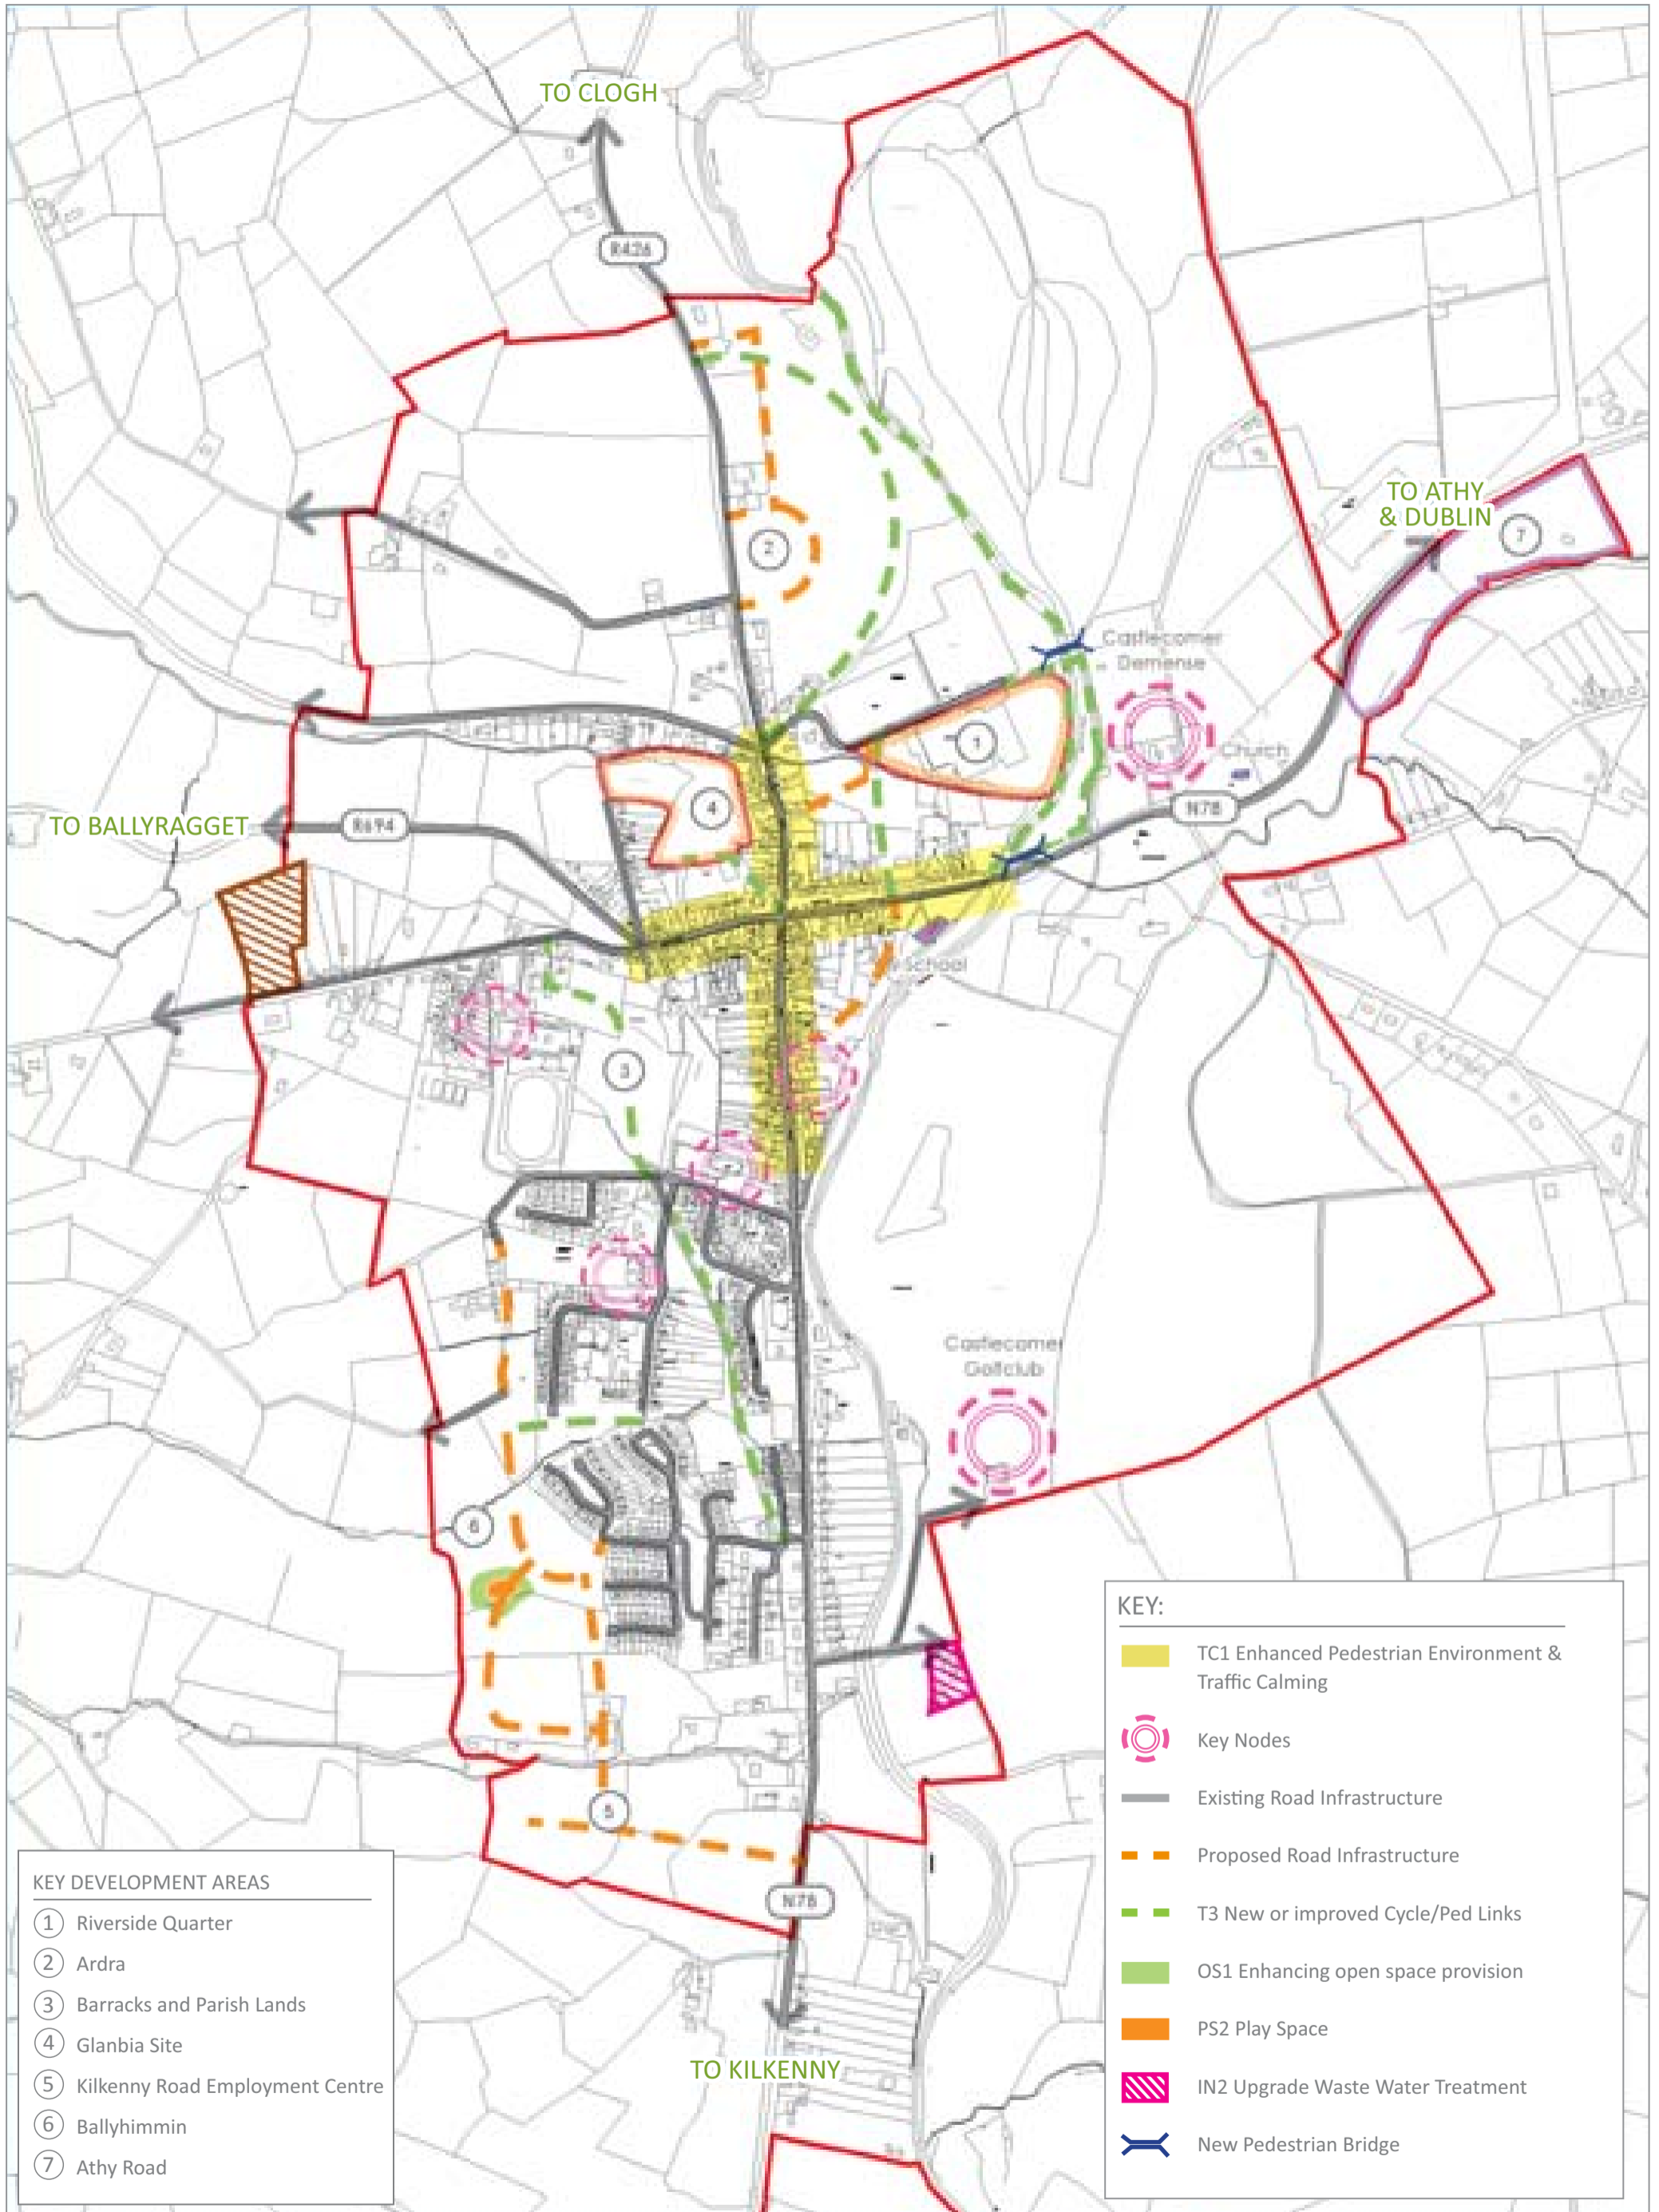 TO CLOGH
R426
TO ATHY
& DUBLIN
7
2
Castlecomer
Demense
1
Church
4
N78
TO BALLYRAGGET
R694
School
3
Castlecomer
Golfclub
6
5
N78
TO KILKENNY
KEY DEVELOPMENT AREAS
1 Riverside Quarter
2 Ardra
3 Barracks and Parish Lands
4 Glanbia Site
5 Kilkenny Road Employment Centre
6 Ballyhimmin
7 Athy Road
KEY:
TC1 Enhanced Pedestrian Environment &
Traffic Calming
Key Nodes
Existing Road Infrastructure
Proposed Road Infrastructure
T3 New or improved Cycle/Ped Links
OS1 Enhancing open space provision
PS2 Play Space
IN2 Upgrade Waste Water Treatment
New Pedestrian Bridge